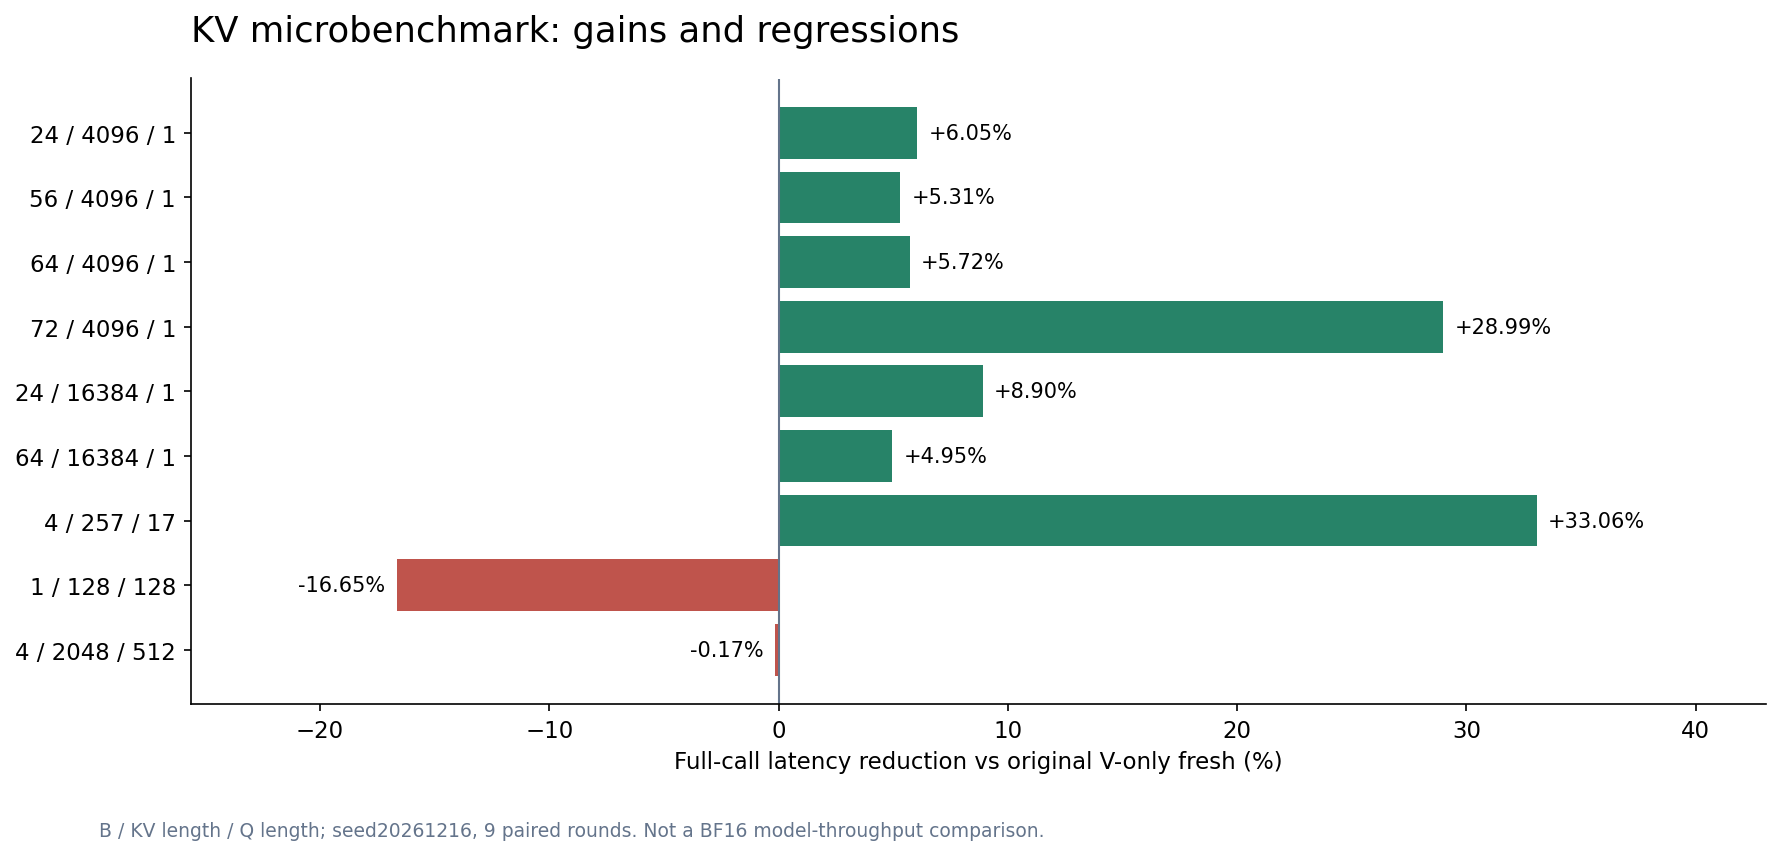 KV microbenchmark: gains and regressions
24 / 4096 / 1
+6.05%
56 / 4096 / 1
+5.31%
64 / 4096 / 1
+5.72%
72 / 4096 / 1
+28.99%
24 / 16384 / 1
+8.90%
64 / 16384 / 1
+4.95%
4 / 257 / 17
+33.06%
1 / 128 / 128
-16.65%
4 / 2048 / 512
-0.17%
−20 −10 0 10 20 30 40
Full-call latency reduction vs original V-only fresh (%)
B / KV length / Q length; seed20261216, 9 paired rounds. Not a BF16 model-throughput comparison.